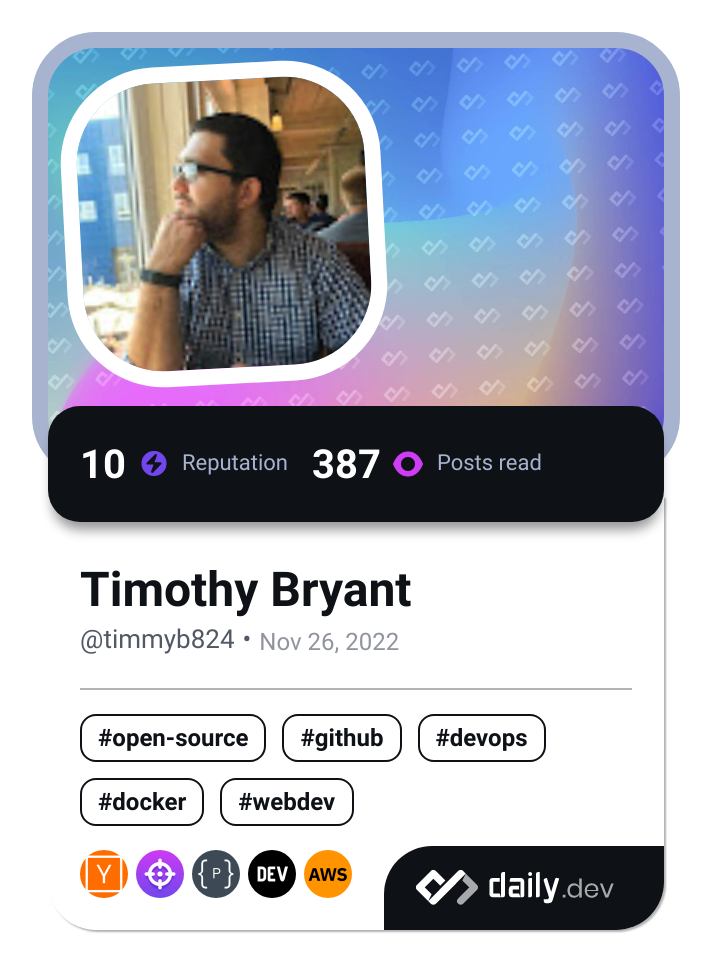 10 Reputation 387 Posts read
Timothy Bryant
@timmyb824 • Nov 26, 2022
#open-source #github #devops
#docker #webdev
Y {P} DEV AWS
daily.dev